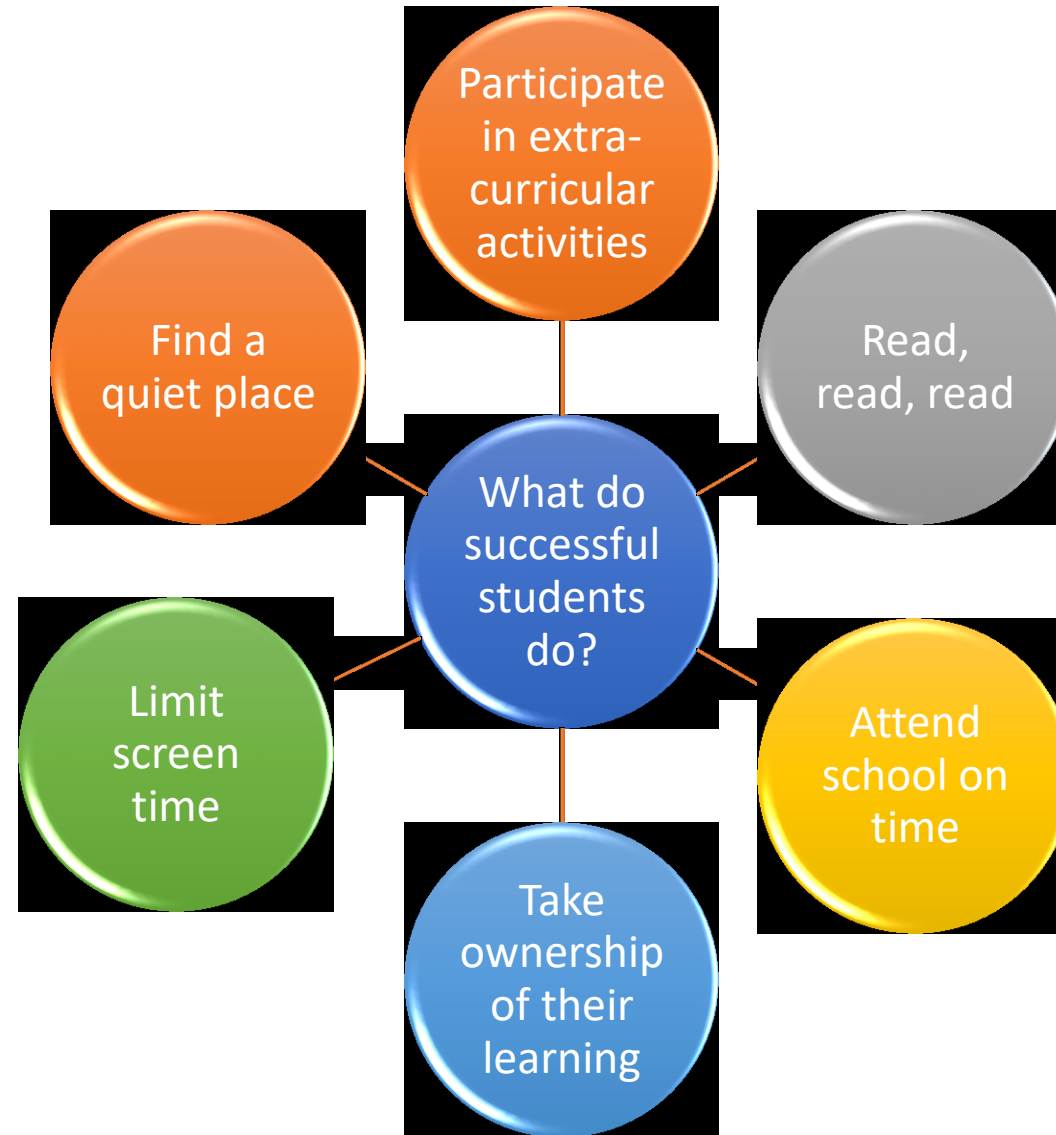 Participate
in extra-
curricular
activities
Find a
quiet place
Read,
read, read
What do
successful
students
do?
Limit
screen
time
Attend
school on
time
Take
ownership
of their
learning